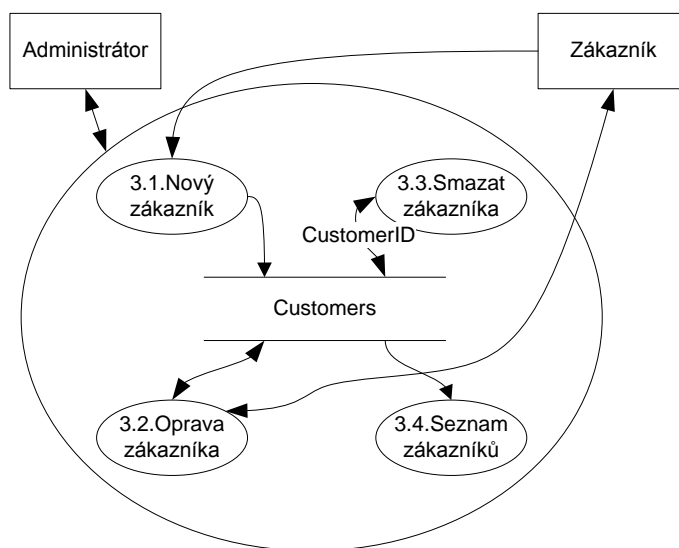 Administrátor
Zákazník
3.1.Nový
zákazník
3.3.Smazat
zákazníka
CustomerID
Customers
3.2.Oprava
zákazníka
3.4.Seznam
zákazníků